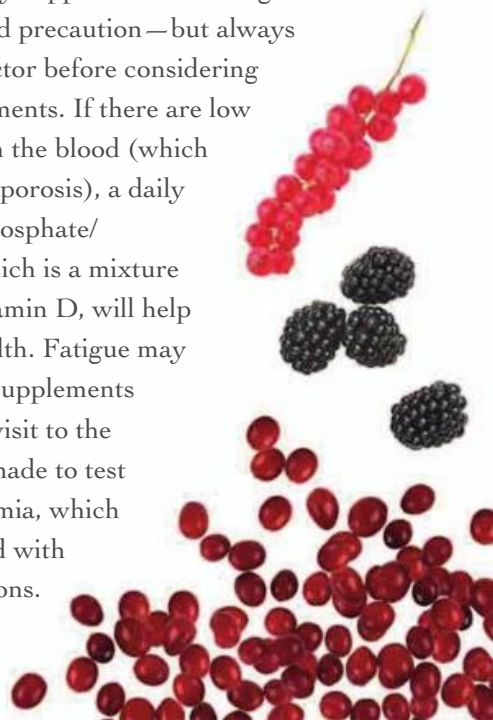 d precaution—but always
ctor before considering
ments. If there are low
n the blood (which
porosis), a daily
osphate/
ich is a mixture
amin D, will help
lth. Fatigue may
supplements
visit to the
made to test
mia, which
d with
ons.